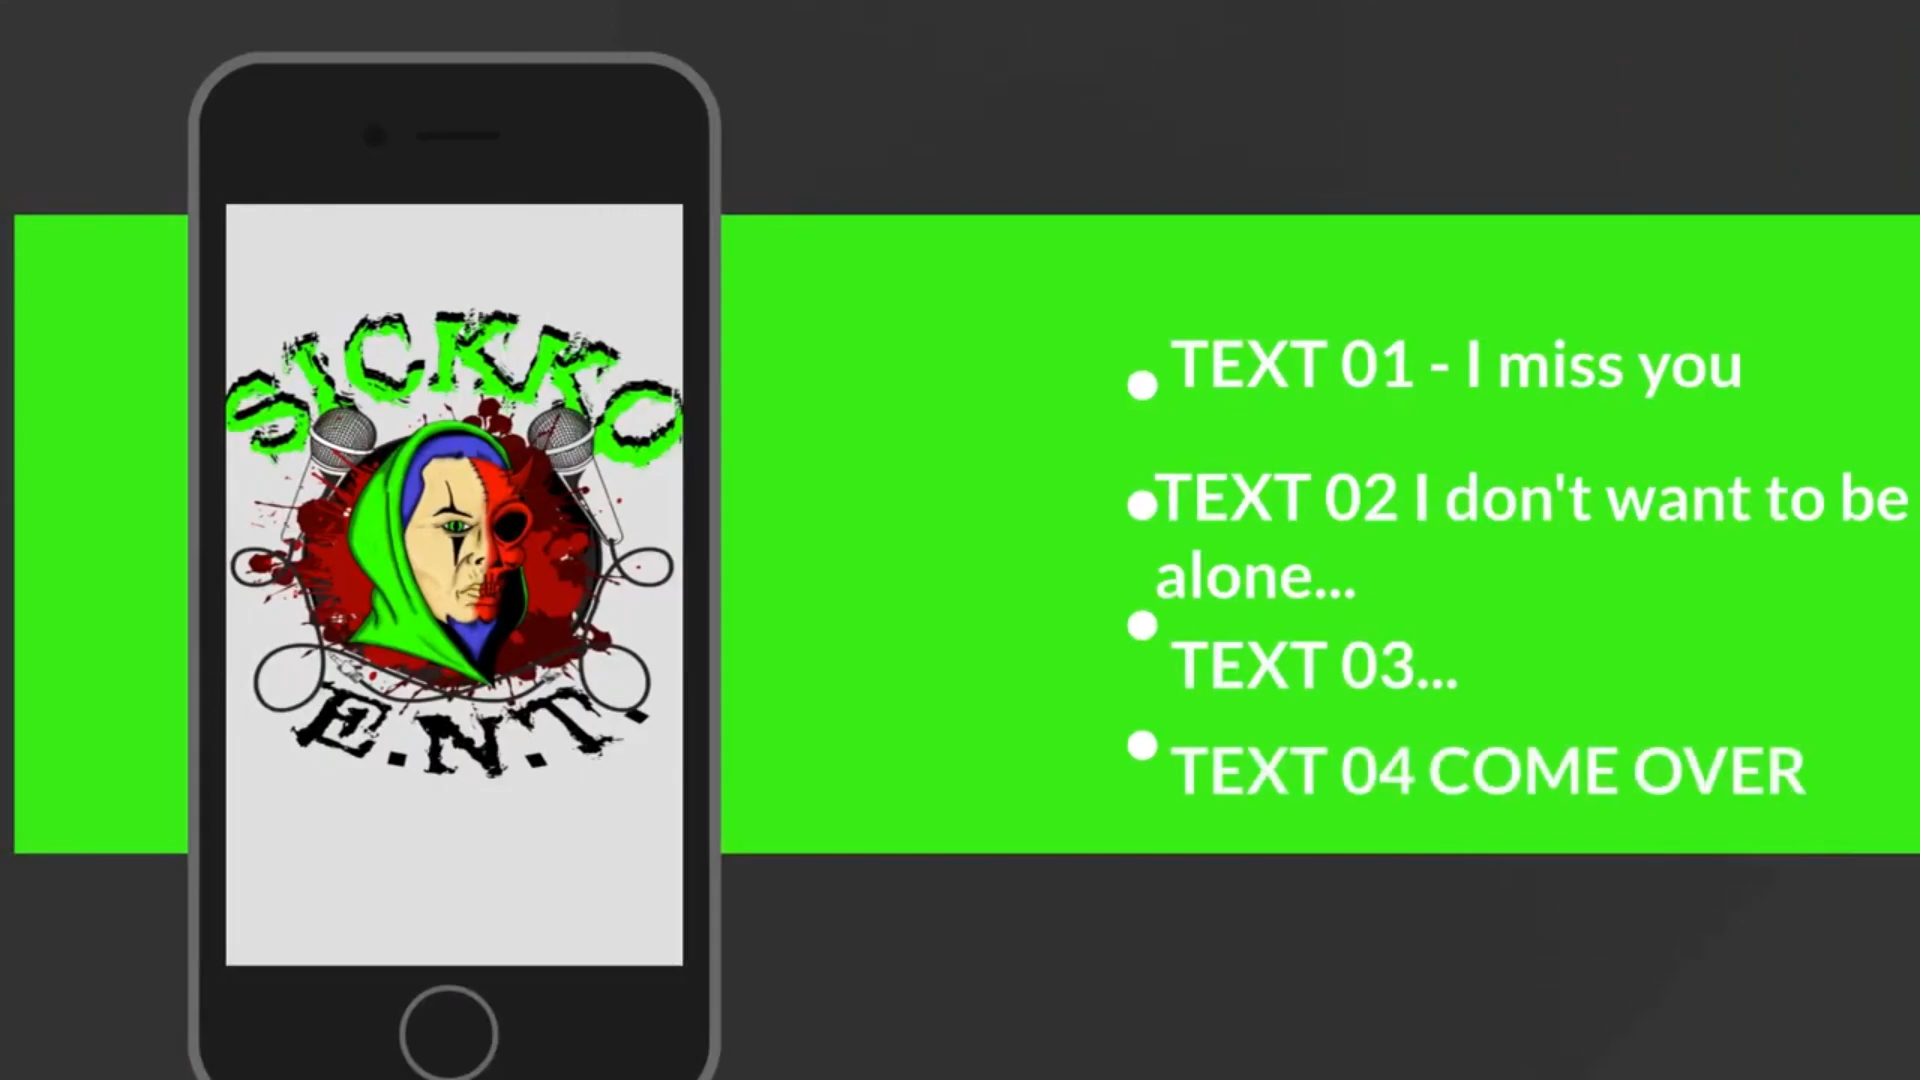 SICKKO
E.N.T.
TEXT 01 - I miss you
TEXT 02 I don't want to be
alone...
TEXT 03...
TEXT 04 COME OVER